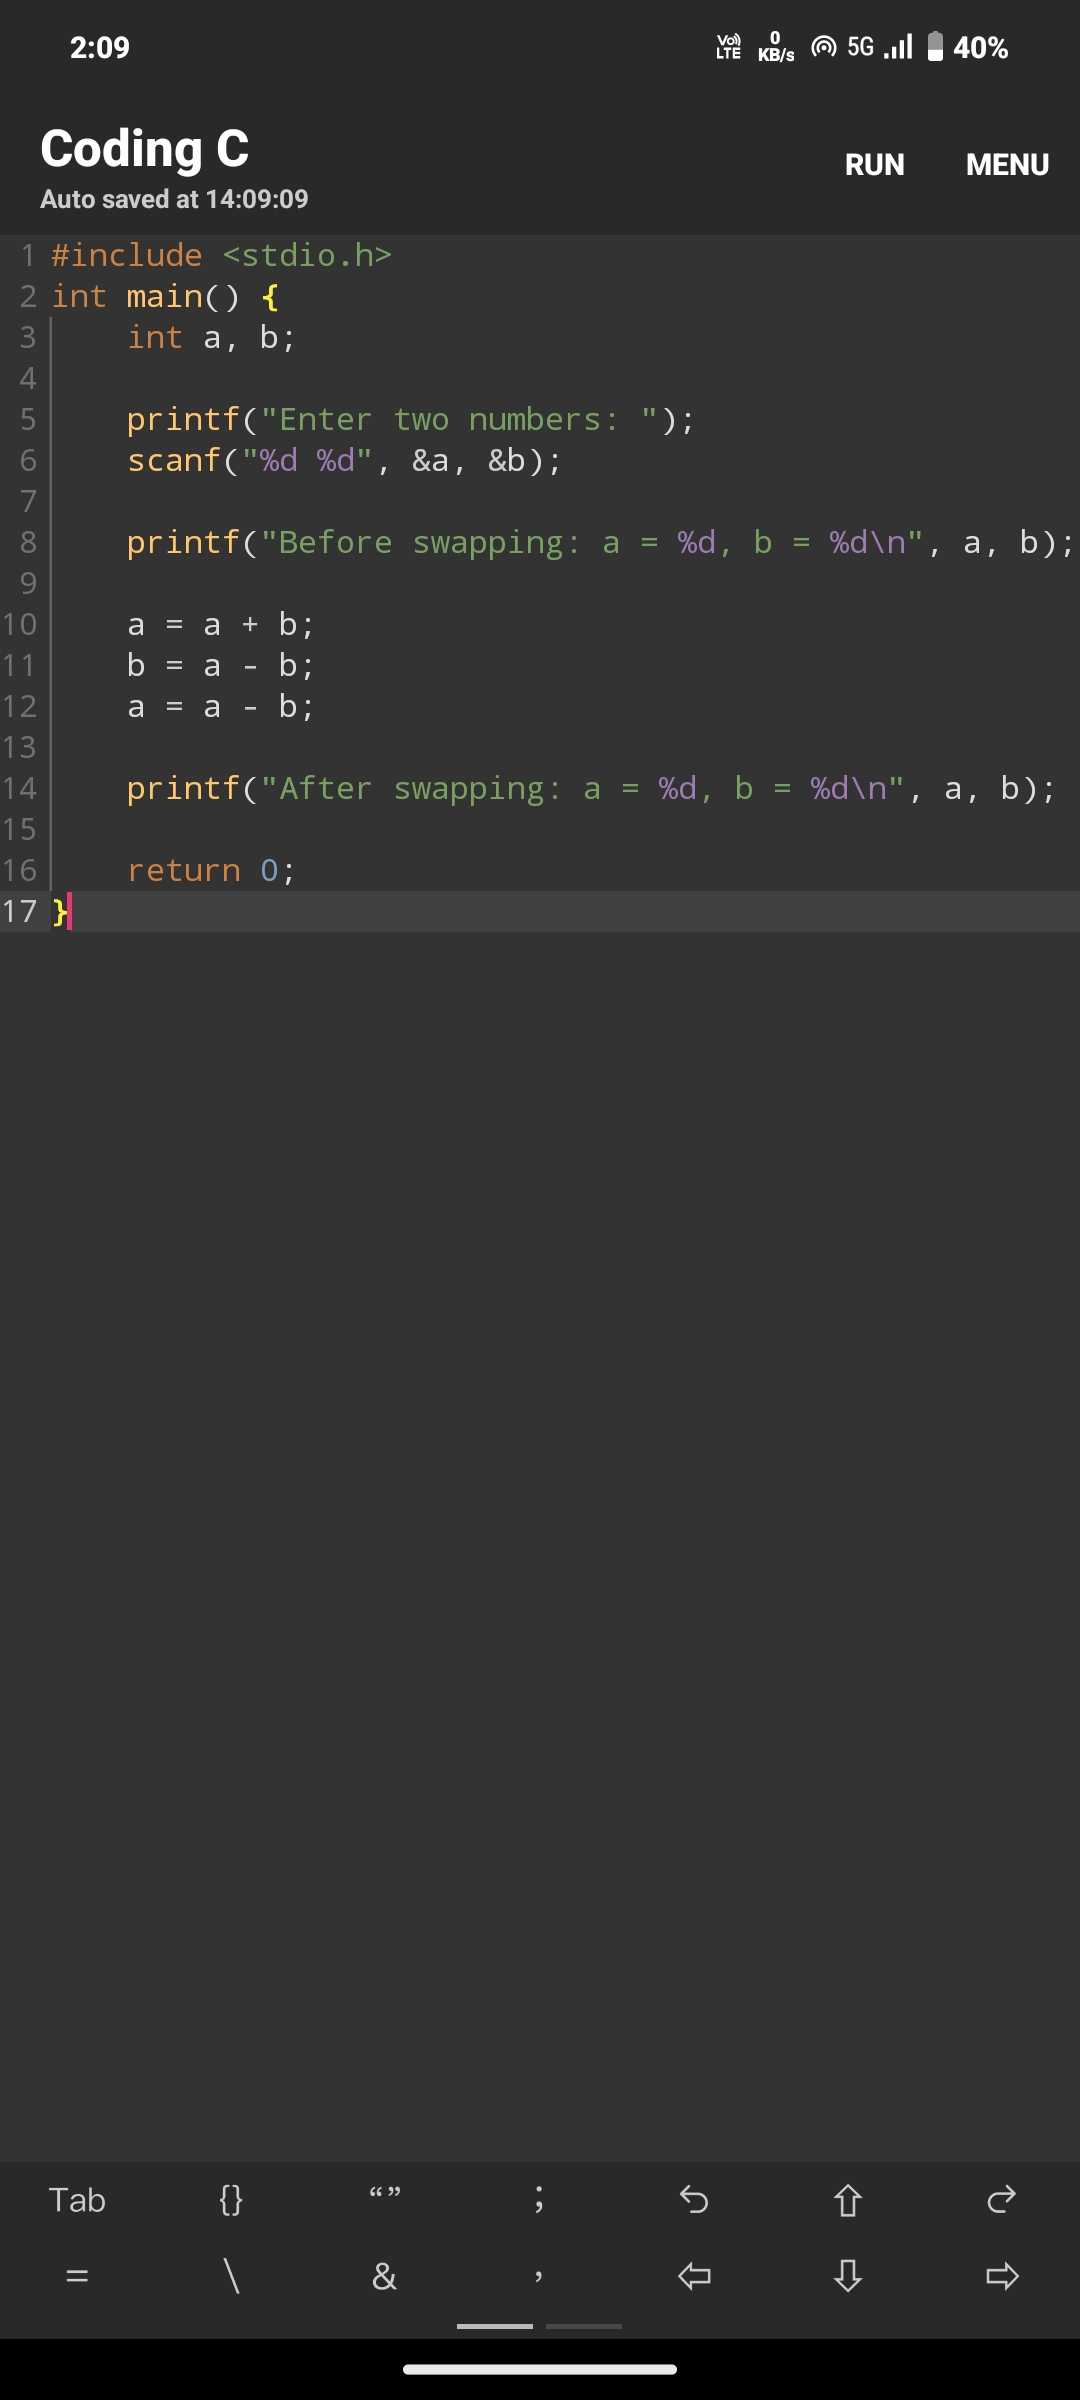 2:09 Vo)) LTE 0 KB/s 5G 40%
Coding C
Auto saved at 14:09:09
RUN MENU
1 #include <stdio.h>
2 int main() {
3     int a, b;
4
5     printf("Enter two numbers: ");
6     scanf("%d %d", &a, &b);
7
8     printf("Before swapping: a = %d, b = %d\n", a, b);
9
10     a = a + b;
11     b = a - b;
12     a = a - b;
13
14     printf("After swapping: a = %d, b = %d\n", a, b);
15
16     return 0;
17 }
Tab {} “” ;
= \ & ,